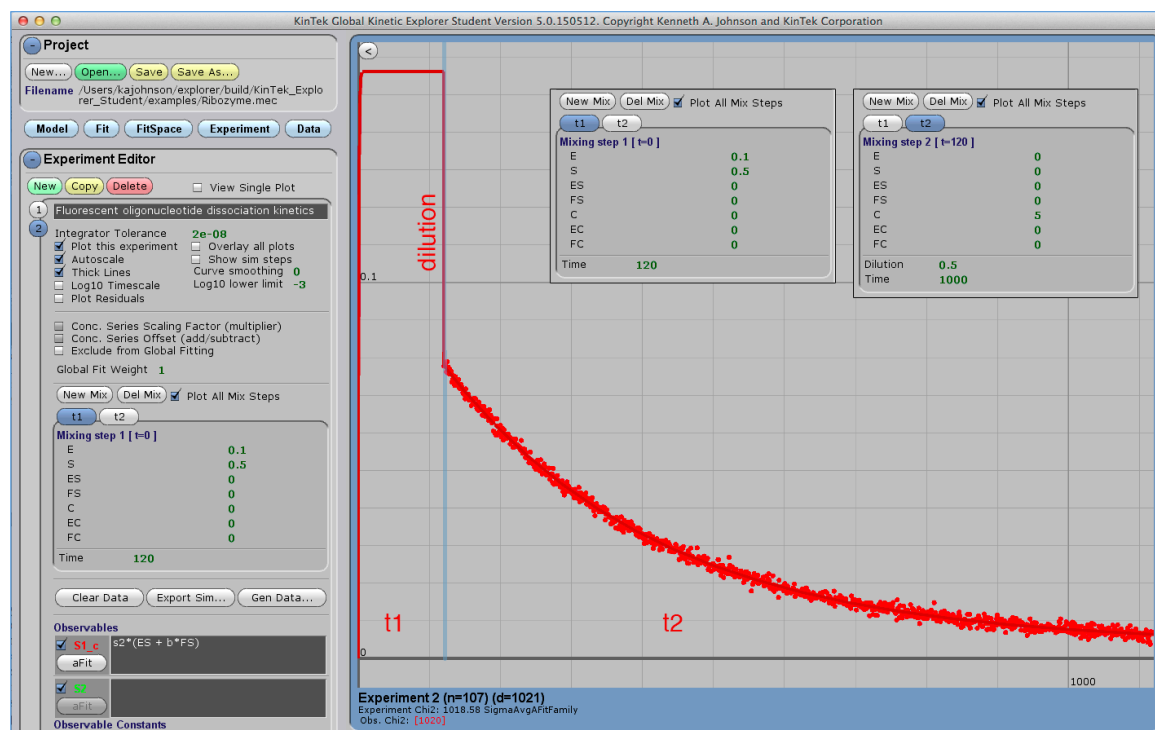 KinTek Global Kinetic Explorer Student Version 5.0.150512. Copyright Kenneth A. Johnson and KinTek Corporation
- Project
New... Open... Save Save As...
Filename /Users/kajohnson/explorer/build/KinTek_Explo
rer_Student/examples/Ribozyme.mec
Model Fit FitSpace Experiment Data
- Experiment Editor
New Copy Delete View Single Plot
1 Fluorescent oligonucleotide dissociation kinetics
2
Integrator Tolerance 2e-08
Plot this experiment Overlay all plots
Autoscale Show sim steps
Thick Lines Curve smoothing 0
Log10 Timescale Log10 lower limit -3
Plot Residuals
Conc. Series Scaling Factor (multiplier)
Conc. Series Offset (add/subtract)
Exclude from Global Fitting
Global Fit Weight 1
New Mix Del Mix Plot All Mix Steps
t1 t2
Mixing step 1 [ t=0 ]
E 0.1
S 0.5
ES 0
FS 0
C 0
EC 0
FC 0
Time 120
Clear Data Export Sim... Gen Data...
Observables
S1_c s2*(ES + b*FS)
aFit
aFit
Observable Constants
<
dilution
0.1
New Mix Del Mix Plot All Mix Steps
t1 t2
Mixing step 1 [ t=0 ]
E 0.1
S 0.5
ES 0
FS 0
C 0
EC 0
FC 0
Time 120
New Mix Del Mix Plot All Mix Steps
t1 t2
Mixing step 2 [ t=120 ]
E 0
S 0
ES 0
FS 0
C 5
EC 0
FC 0
Dilution 0.5
Time 1000
t1 t2
0
1000
Experiment 2 (n=107) (d=1021)
Experiment Chi2: 1018.58 SigmaAvgAFitFamily
Obs. Chi2: [1020]